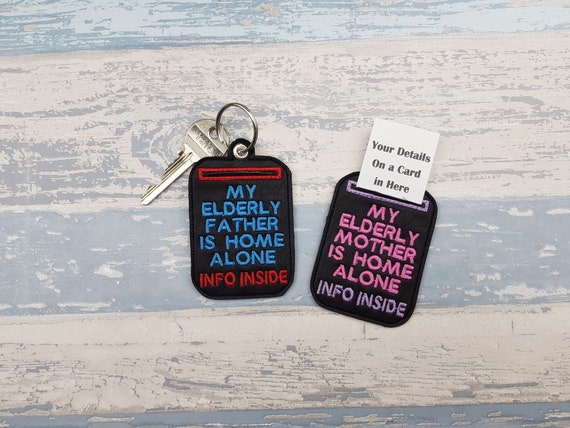 MY
ELDERLY
FATHER
IS HOME
ALONE
INFO INSIDE
Your Details
On a Card
in Here
MY
ELDERLY
MOTHER
IS HOME
ALONE
INFO INSIDE